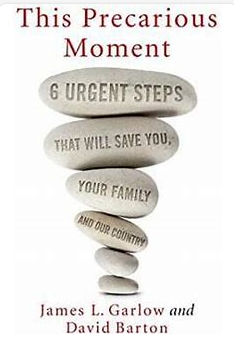 This Precarious
Moment
6 URGENT STEPS
THAT WILL SAVE YOU,
YOUR FAMILY
AND OUR COUNTRY
James L. Garlow and
David Barton